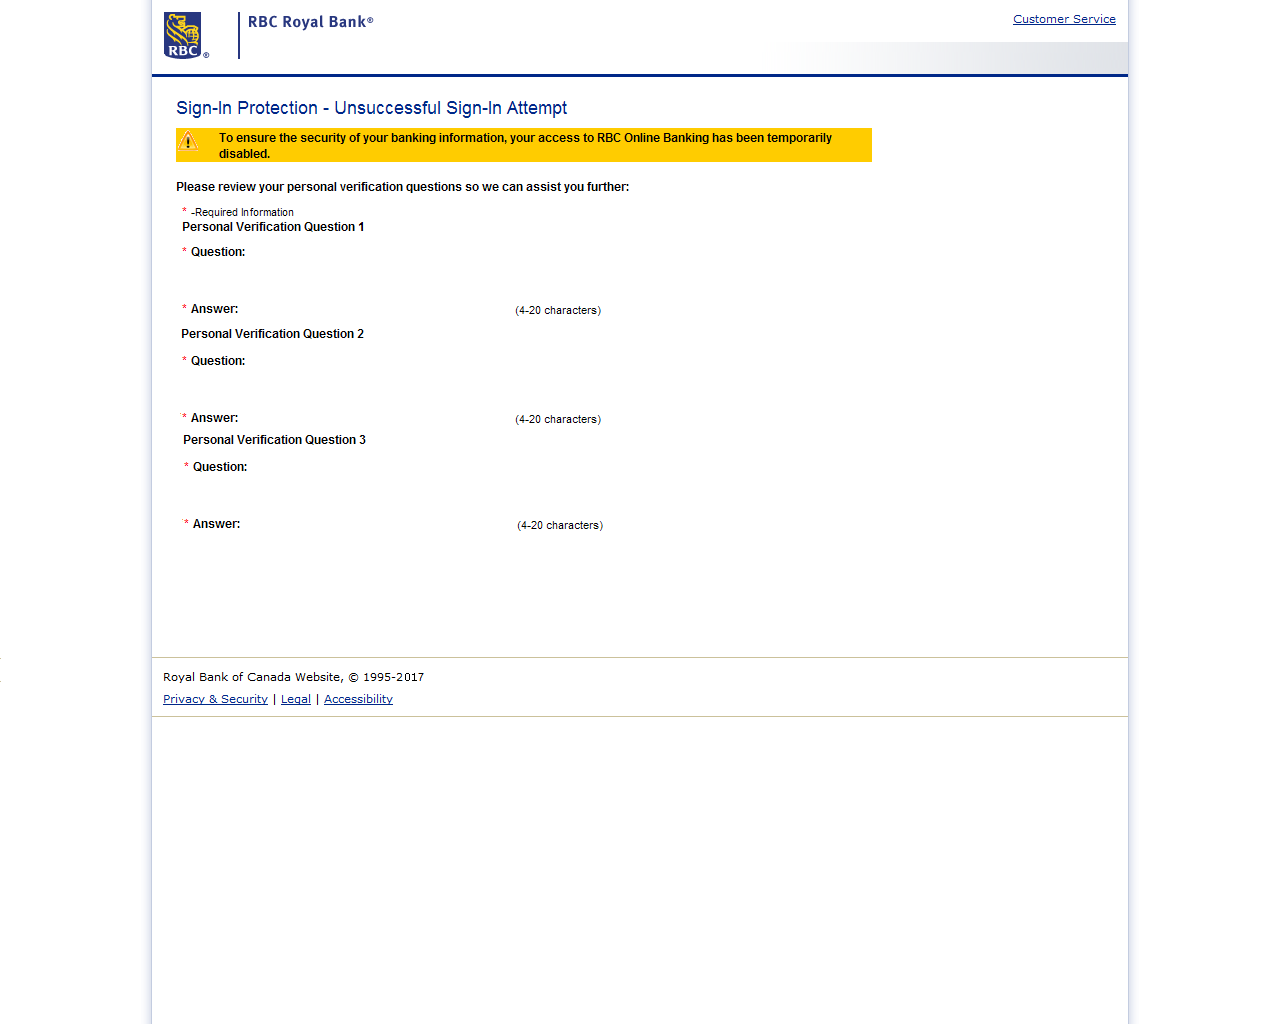 RBC Royal Bank®
Customer Service
RBC ®
Sign-In Protection - Unsuccessful Sign-In Attempt
To ensure the security of your banking information, your access to RBC Online Banking has been temporarily
disabled.
Please review your personal verification questions so we can assist you further:
* -Required Information
Personal Verification Question 1
* Question:
* Answer: (4-20 characters)
Personal Verification Question 2
* Question:
* Answer: (4-20 characters)
Personal Verification Question 3
* Question:
* Answer: (4-20 characters)
Royal Bank of Canada Website, © 1995-2017
Privacy & Security | Legal | Accessibility